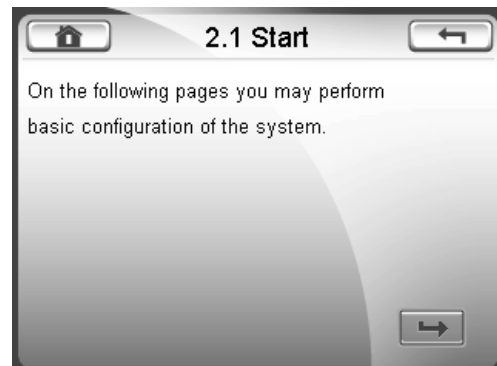 2.1 Start
On the following pages you may perform
basic configuration of the system.